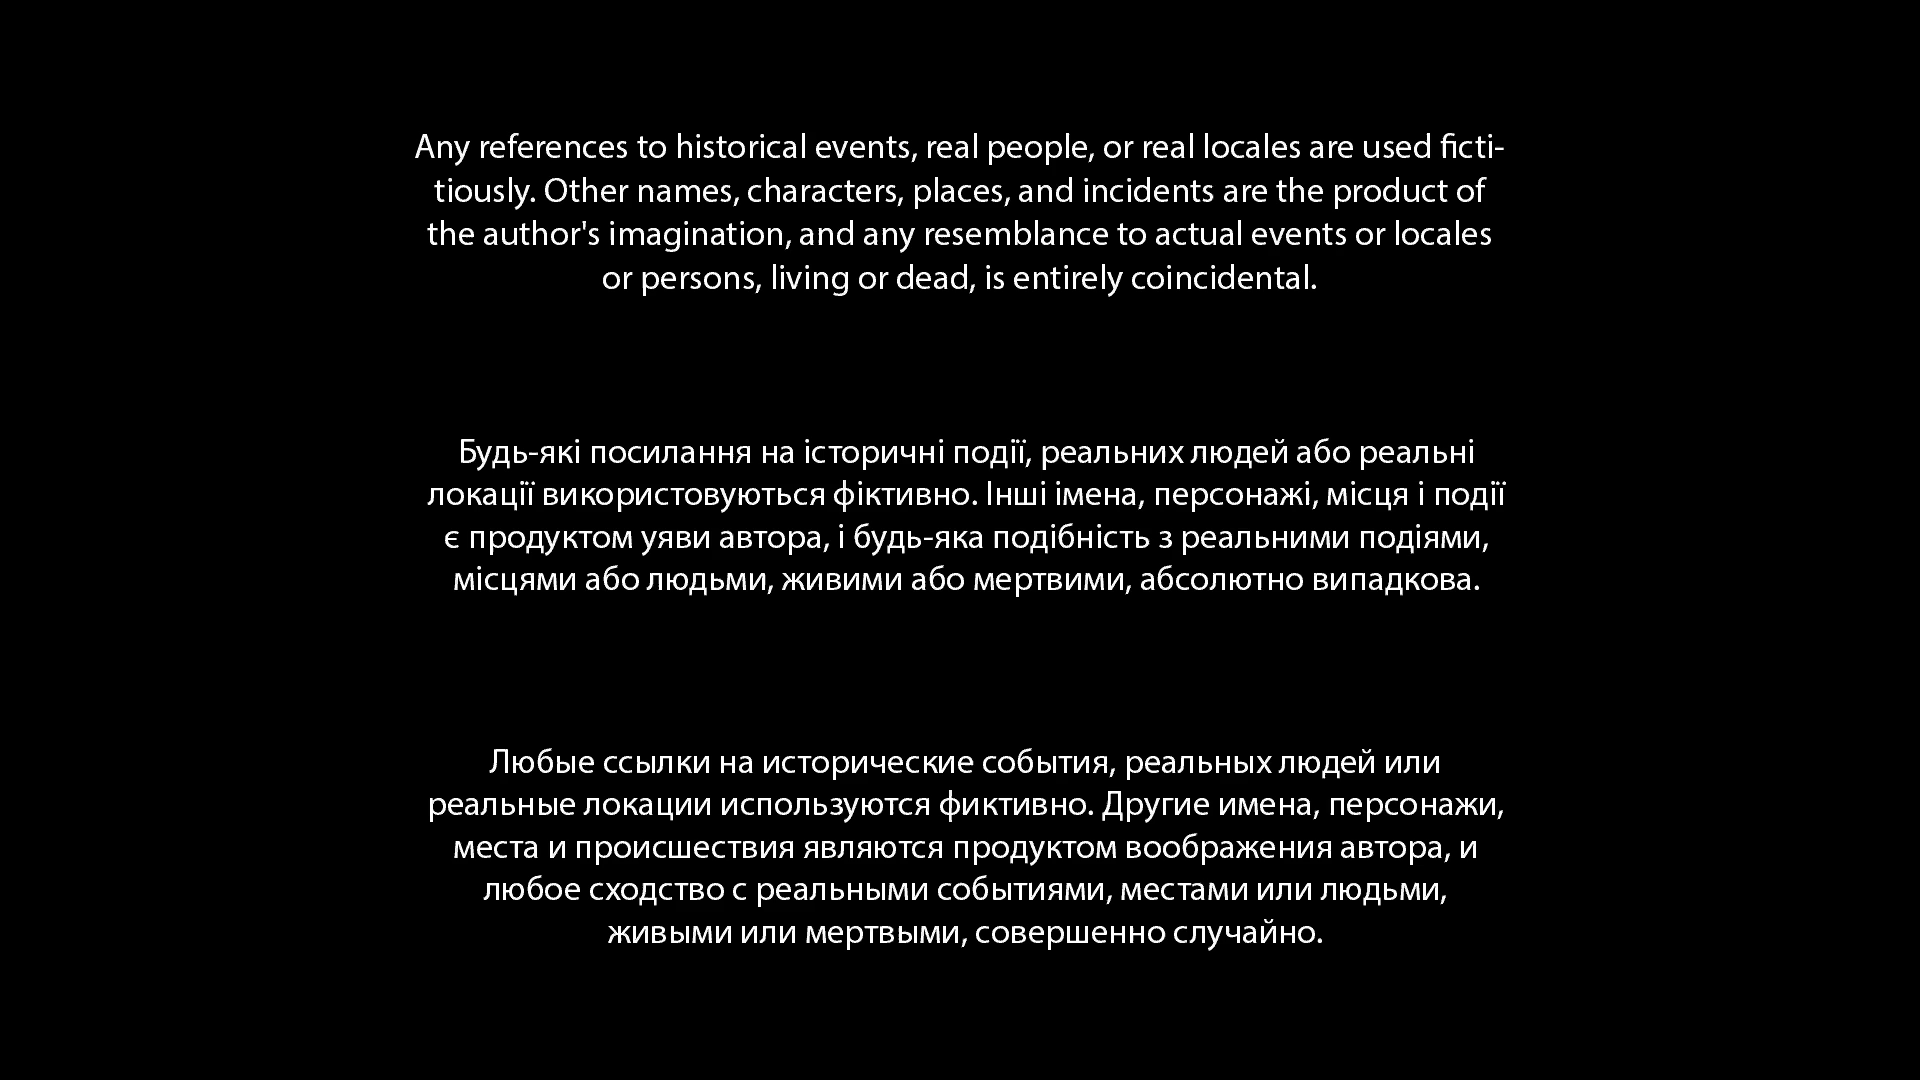 Any references to historical events, real people, or real locales are used ficti-
tiously. Other names, characters, places, and incidents are the product of
the author's imagination, and any resemblance to actual events or locales
or persons, living or dead, is entirely coincidental.
Будь-які посилання на історичні події, реальних людей або реальні
локації використовуються фіктивно. Інші імена, персонажі, місця і події
є продуктом уяви автора, і будь-яка подібність з реальними подіями,
місцями або людьми, живими або мертвими, абсолютно випадкова.
Любые ссылки на исторические события, реальных людей или
реальные локации используются фиктивно. Другие имена, персонажи,
места и происшествия являются продуктом воображения автора, и
любое сходство с реальными событиями, местами или людьми,
живыми или мертвыми, совершенно случайно.